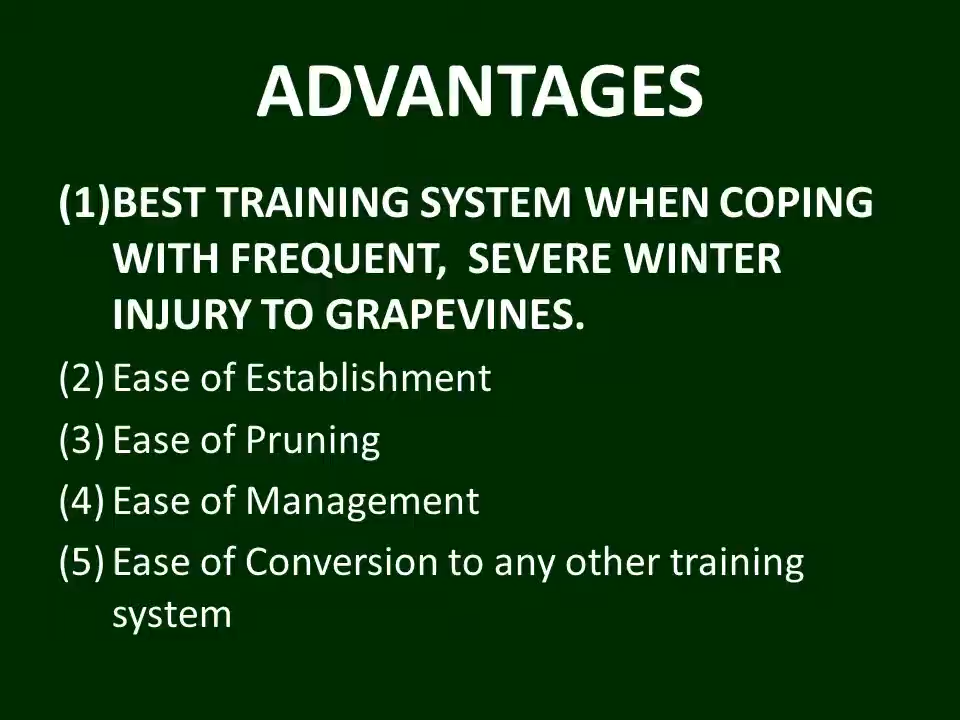 ADVANTAGES
(1)BEST TRAINING SYSTEM WHEN COPING
WITH FREQUENT,  SEVERE WINTER
INJURY TO GRAPEVINES.
(2) Ease of Establishment
(3) Ease of Pruning
(4) Ease of Management
(5) Ease of Conversion to any other training
system